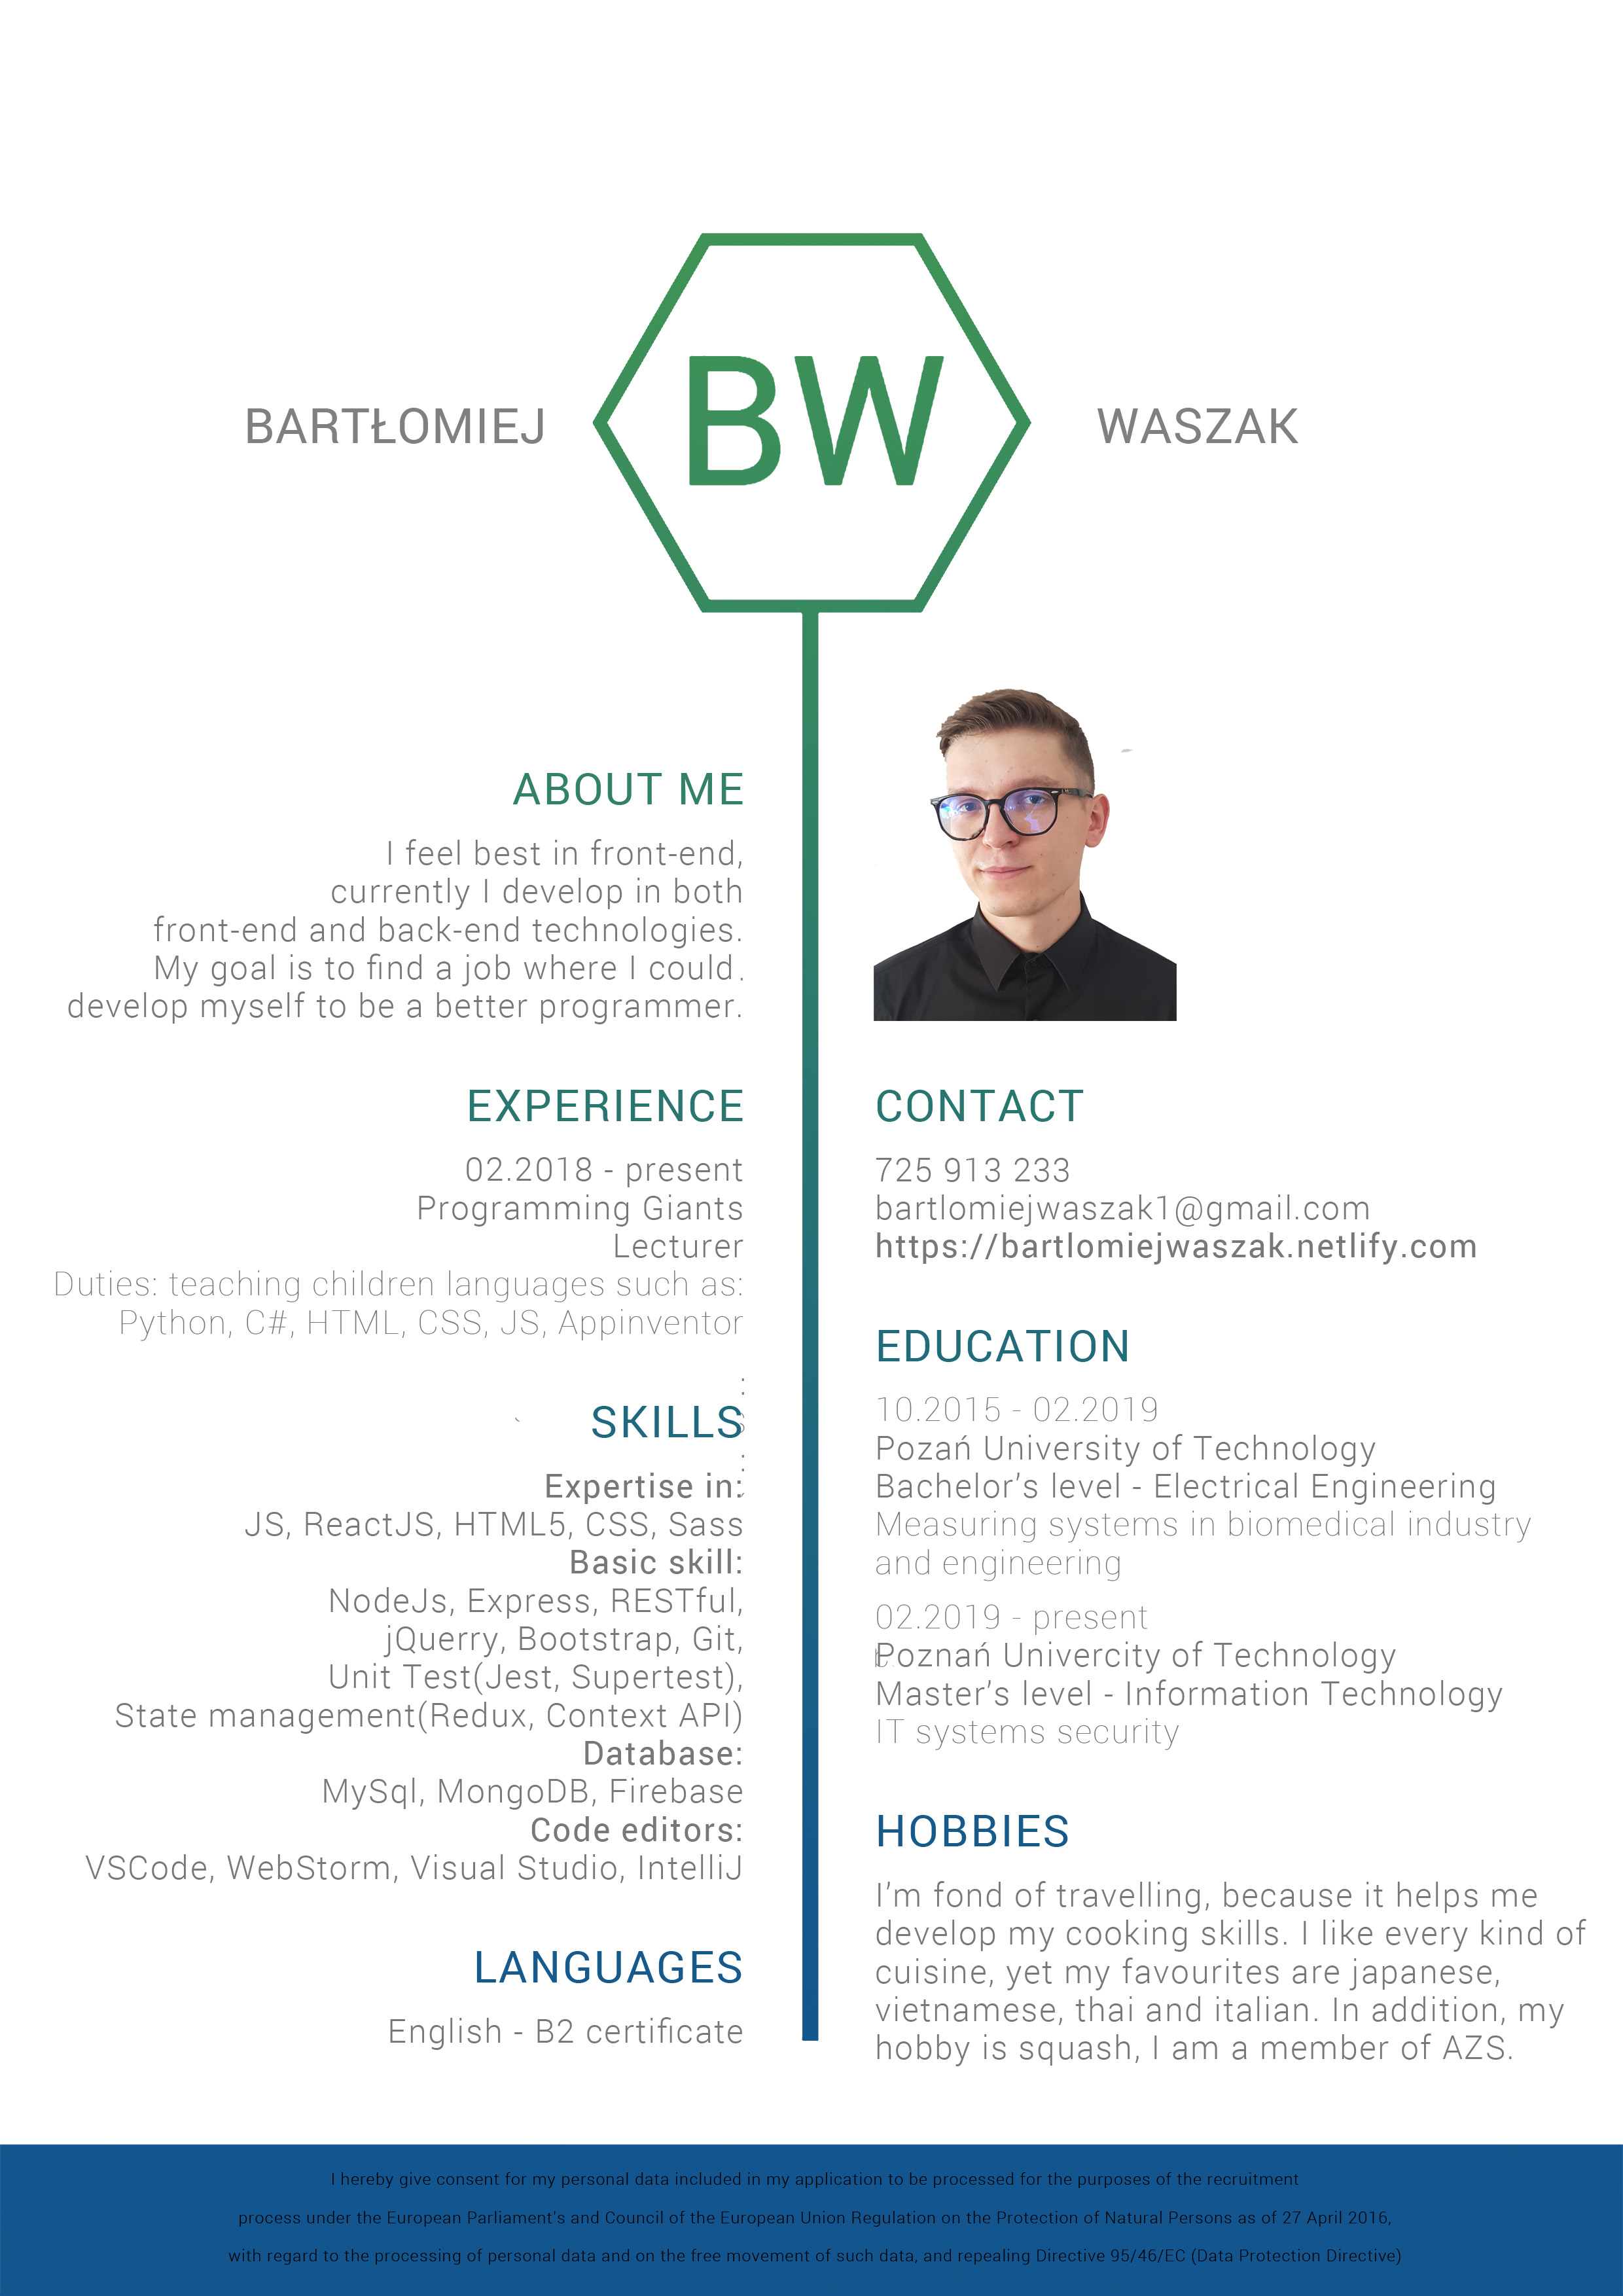 BARTŁOMIEJ
BW
WASZAK
ABOUT ME
I feel best in front-end,
currently I develop in both
front-end and back-end technologies.
My goal is to find a job where I could.
develop myself to be a better programmer.
EXPERIENCE
02.2018 - present
Programming Giants
Lecturer
Duties: teaching children languages such as:
Python, C#, HTML, CSS, JS, Appinventor
SKILLS
Expertise in:
JS, ReactJS, HTML5, CSS, Sass
Basic skill:
NodeJs, Express, RESTful,
jQuerry, Bootstrap, Git,
Unit Test(Jest, Supertest),
State management(Redux, Context API)
Database:
MySql, MongoDB, Firebase
Code editors:
VSCode, WebStorm, Visual Studio, IntelliJ
LANGUAGES
English - B2 certificate
CONTACT
725 913 233
bartlomiejwaszak1@gmail.com
https://bartlomiejwaszak.netlify.com
EDUCATION
10.2015 - 02.2019
Pozań University of Technology
Bachelor’s level - Electrical Engineering
Measuring systems in biomedical industry
and engineering
02.2019 - present
Poznań Univercity of Technology
Master’s level - Information Technology
IT systems security
HOBBIES
I’m fond of travelling, because it helps me
develop my cooking skills. I like every kind of
cuisine, yet my favourites are japanese,
vietnamese, thai and italian. In addition, my
hobby is squash, I am a member of AZS.
I hereby give consent for my personal data included in my application to be processed for the purposes of the recruitment
process under the European Parliament's and Council of the European Union Regulation on the Protection of Natural Persons as of 27 April 2016,
with regard to the processing of personal data and on the free movement of such data, and repealing Directive 95/46/EC (Data Protection Directive)